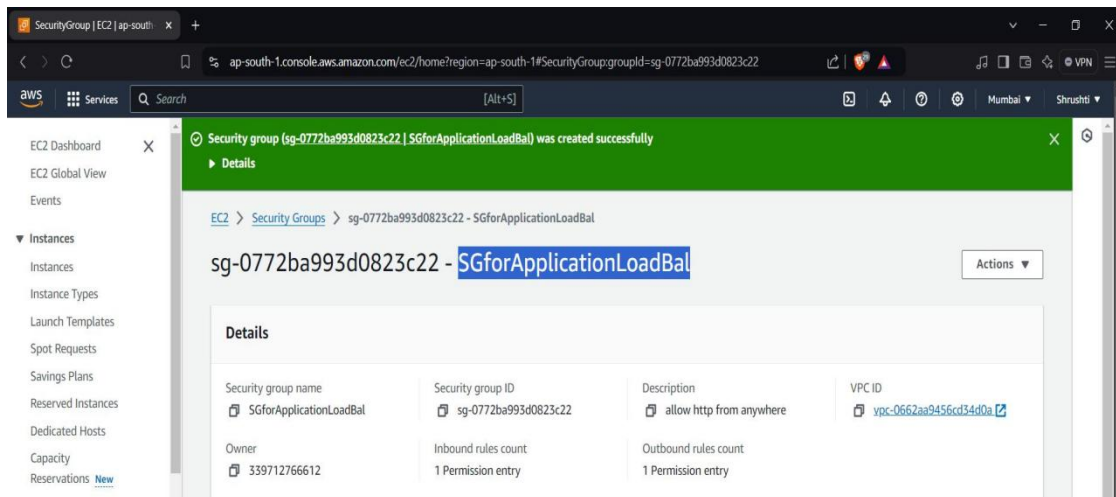 SecurityGroup | EC2 | ap-south-
ap-south-1.console.aws.amazon.com/ec2/home?region=ap-south-1#SecurityGroup:groupId=sg-0772ba993d0823c22
VPN
aws Services Search [Alt+S] Mumbai ▼ Shrushti ▼
EC2 Dashboard
EC2 Global View
Events
▼ Instances
Instances
Instance Types
Launch Templates
Spot Requests
Savings Plans
Reserved Instances
Dedicated Hosts
Capacity
Reservations New
Security group (sg-0772ba993d0823c22 | SGforApplicationLoadBal) was created successfully
▶ Details
EC2 > Security Groups > sg-0772ba993d0823c22 - SGforApplicationLoadBal
sg-0772ba993d0823c22 - SGforApplicationLoadBal
Actions ▼
Details
Security group name Security group ID Description VPC ID
SGforApplicationLoadBal sg-0772ba993d0823c22 allow http from anywhere vpc-0662aa9456cd34d0a
Owner Inbound rules count Outbound rules count
339712766612 1 Permission entry 1 Permission entry